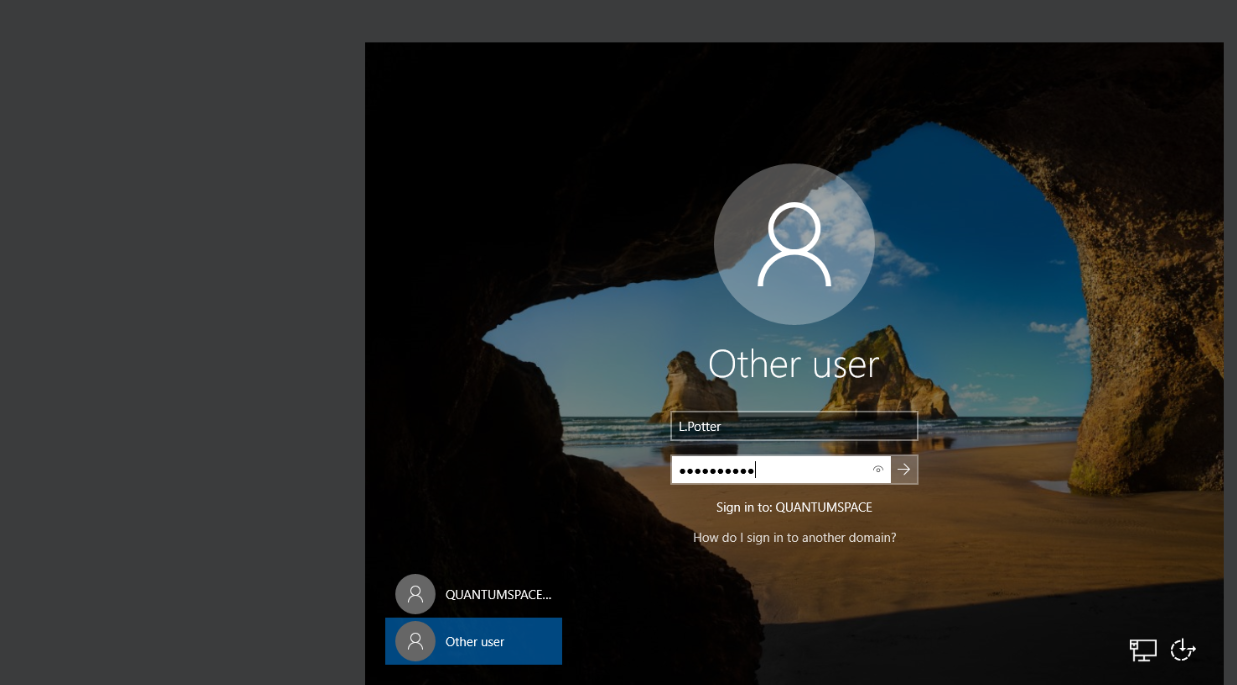 Other user
L.Potter
••••••••••
Sign in to: QUANTUMSPACE
How do I sign in to another domain?
QUANTUMSPACE...
Other user